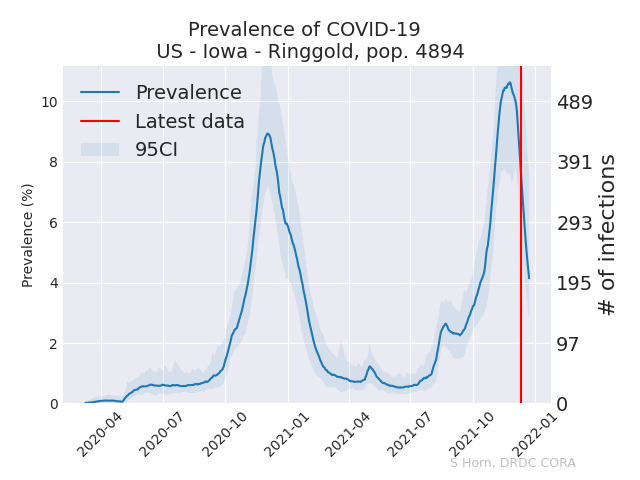 Prevalence of COVID-19
US - Iowa - Ringgold, pop. 4894
Prevalence
Latest data
95CI
Prevalence (%)
10
8
6
4
2
0
489
391
293
195
97
0
# of infections
2020-04
2020-07
2020-10
2021-01
2021-04
2021-07
2021-10
2022-01
S Horn, DRDC CORA